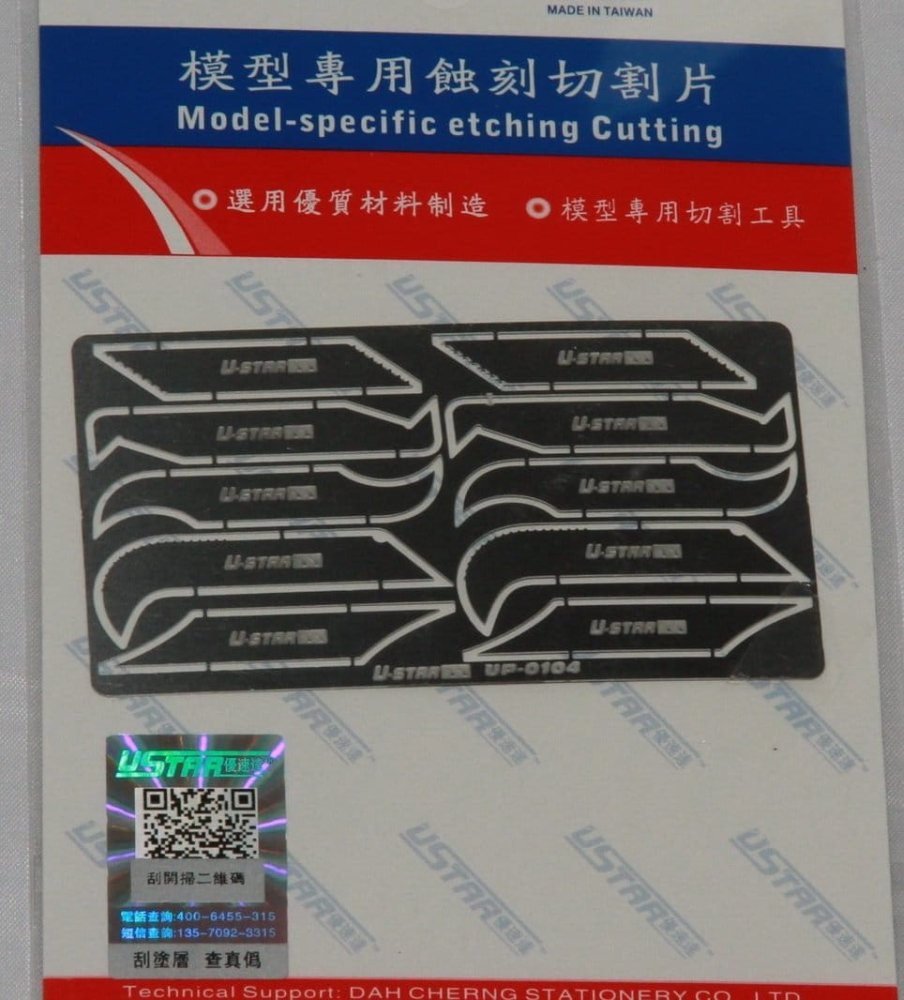 MADE IN TAIWAN
模型專用蝕刻切割片
Model-specific etching Cutting
選用優質材料制造
模型專用切割工具
U-STAR
U-STAR
U-STAR
U-STAR
U-STAR
U-STAR
U-STAR
U-STAR
U-STAR
U-STAR
U-STAR UP-0104
USTAR優速達
刮開掃二維碼
電話查詢:400-6455-315
短信查詢:135-7092-3315
刮塗層 查真僞
Technical Support: DAH CHERNG STATIONERY CO., LTD